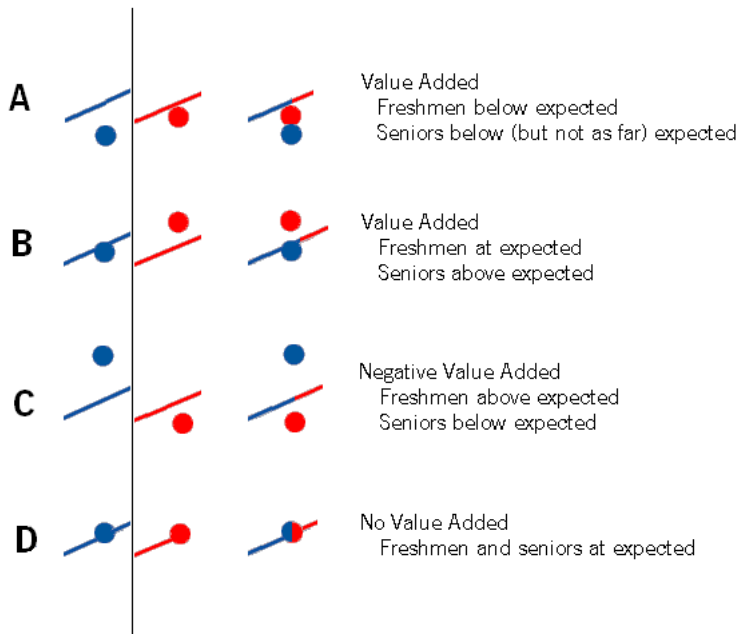 A
Value Added
Freshmen below expected
Seniors below (but not as far) expected
B
Value Added
Freshmen at expected
Seniors above expected
C
Negative Value Added
Freshmen above expected
Seniors below expected
D
No Value Added
Freshmen and seniors at expected